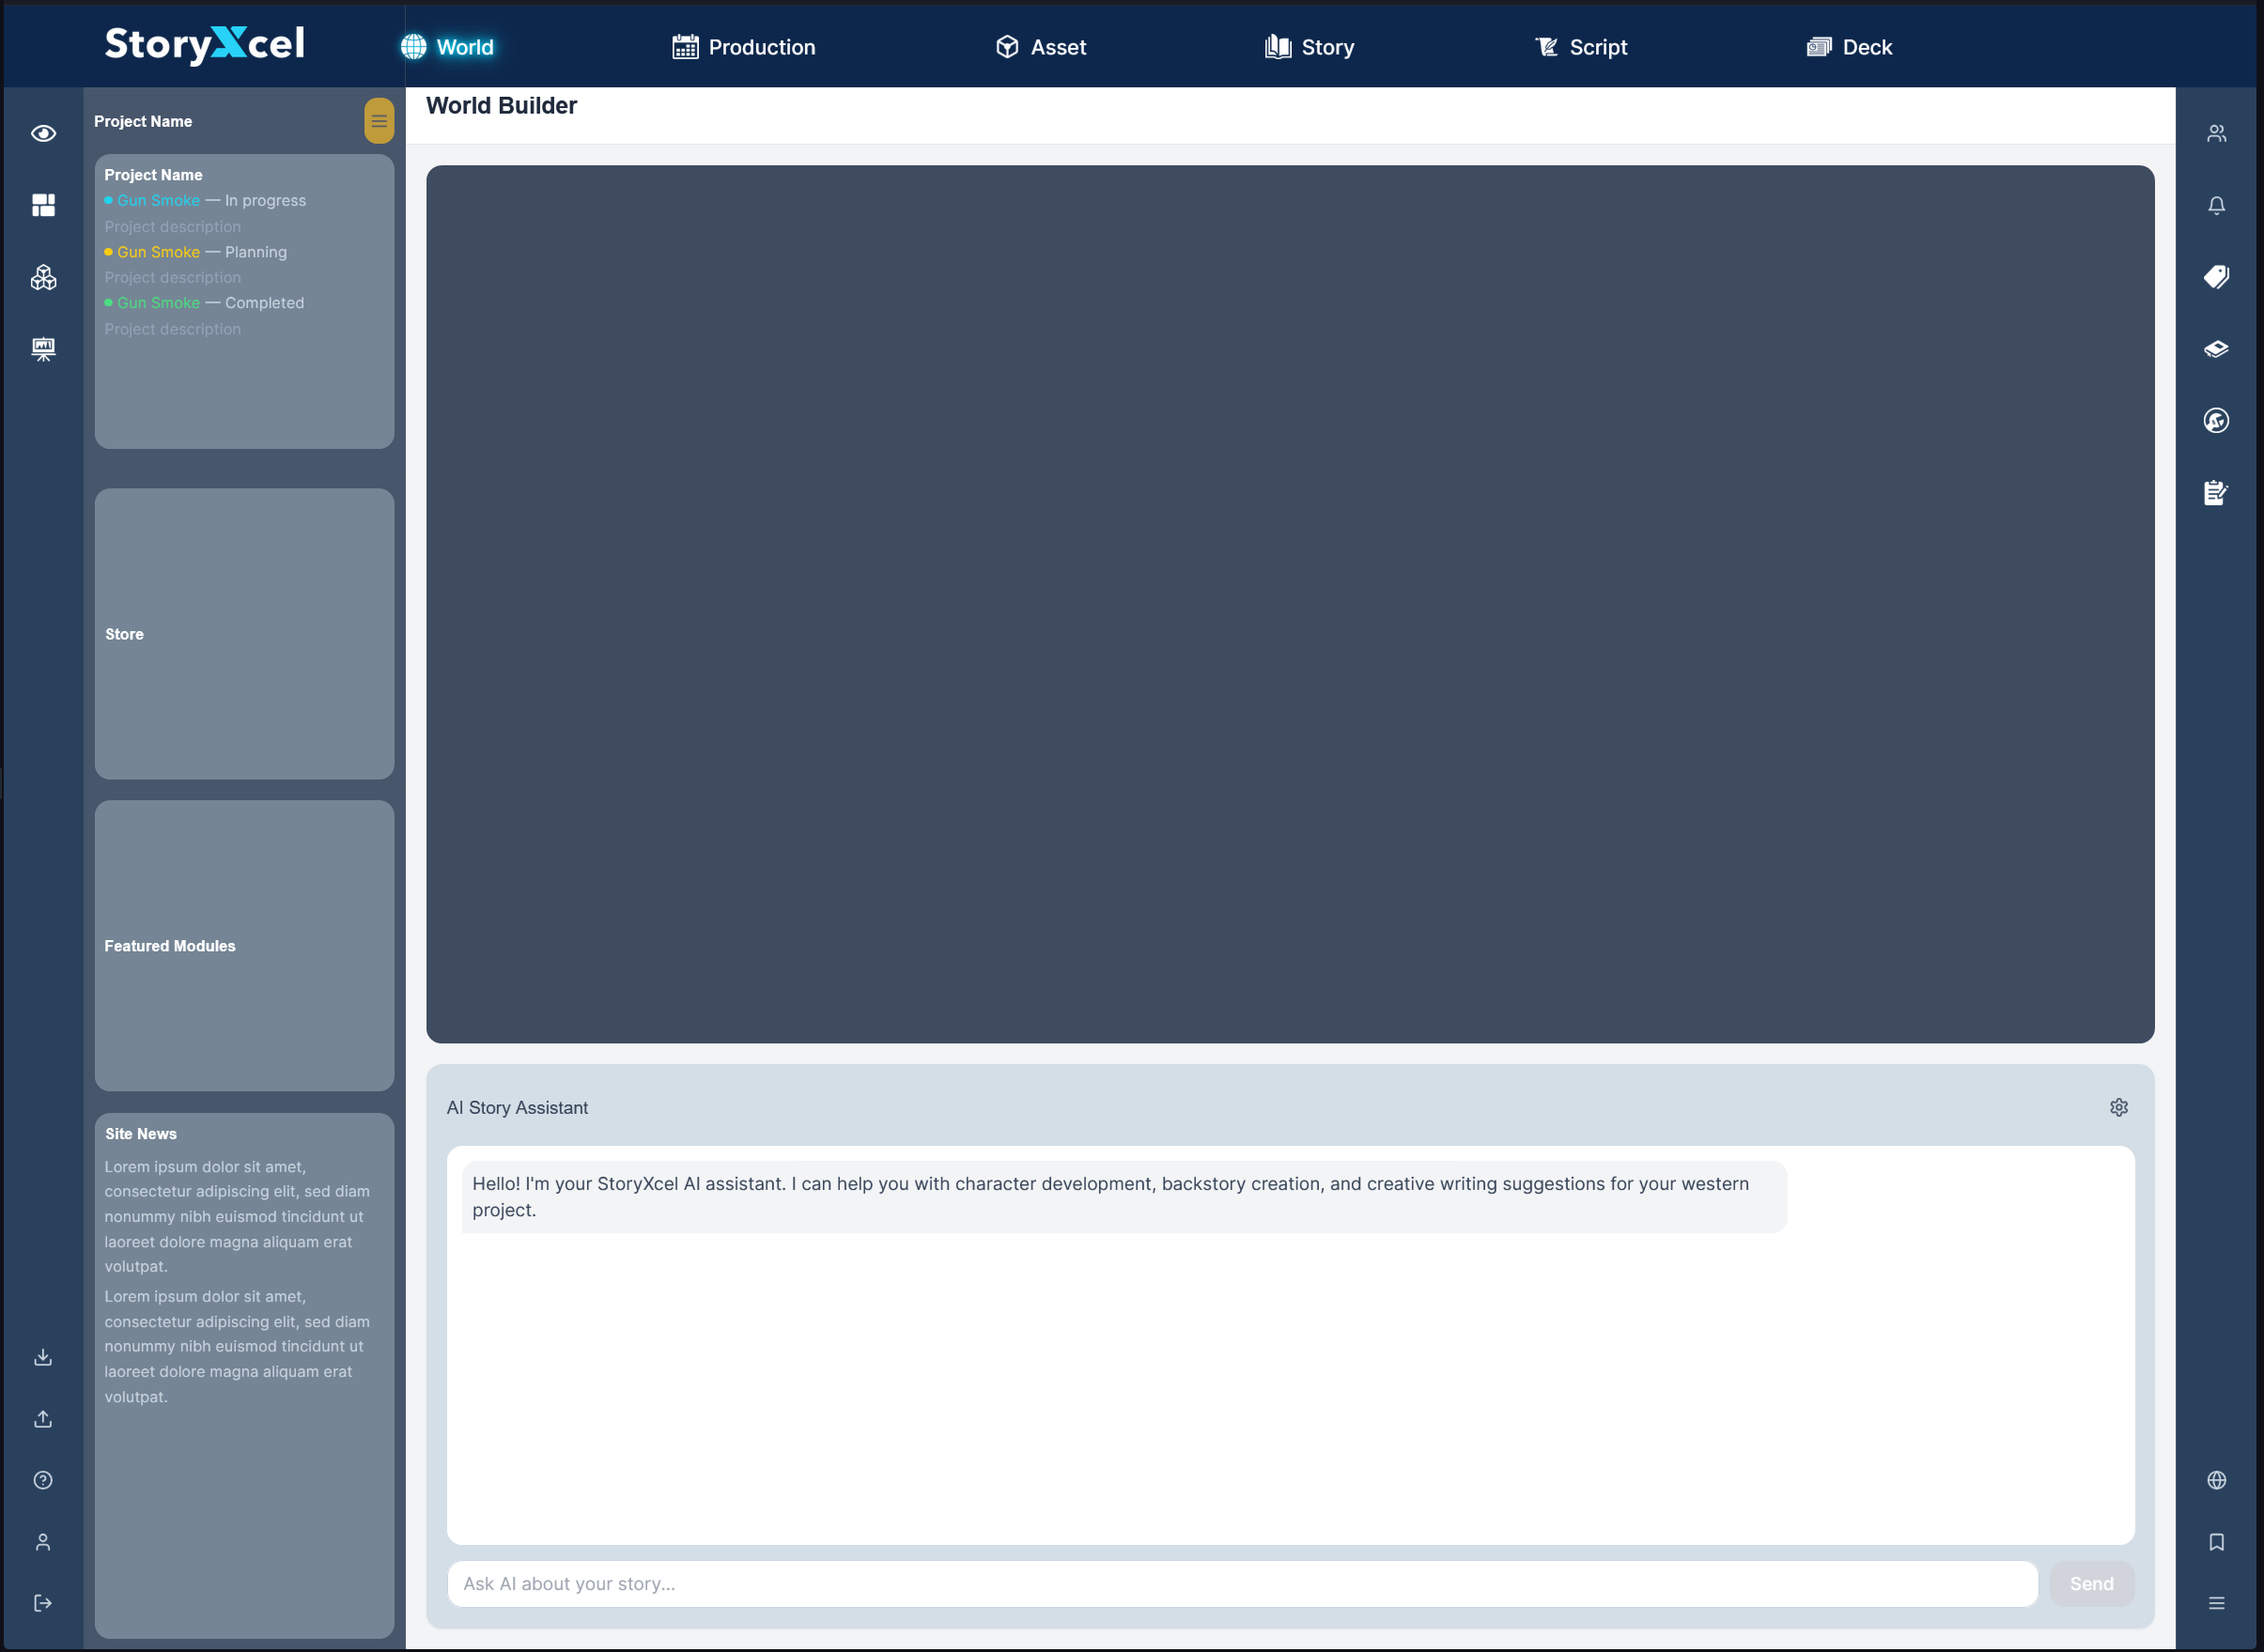 StoryXcel
World
Production
Asset
Story
Script
Deck
Project Name
World Builder
Project Name
Gun Smoke — In progress
Project description
Gun Smoke — Planning
Project description
Gun Smoke — Completed
Project description
Store
Featured Modules
Site News
Lorem ipsum dolor sit amet,
consectetur adipiscing elit, sed diam
nonummy nibh euismod tincidunt ut
laoreet dolore magna aliquam erat
volutpat.
Lorem ipsum dolor sit amet,
consectetur adipiscing elit, sed diam
nonummy nibh euismod tincidunt ut
laoreet dolore magna aliquam erat
volutpat.
AI Story Assistant
Hello! I'm your StoryXcel AI assistant. I can help you with character development, backstory creation, and creative writing suggestions for your western
project.
Ask AI about your story...
Send